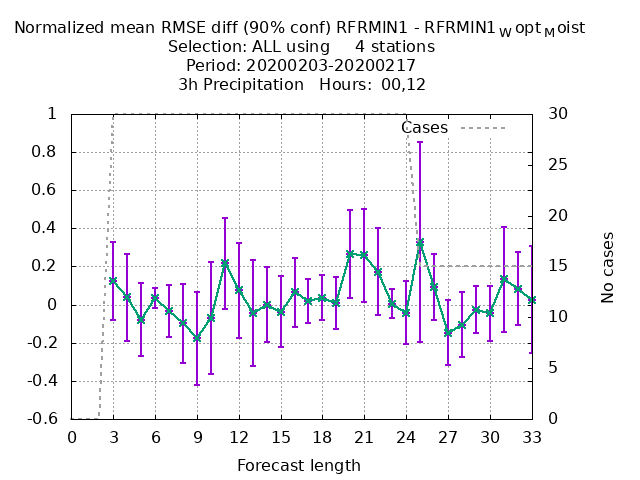 Normalized mean RMSE diff (90% conf) RFRMIN1 - RFRMIN1WoptMoist
Selection: ALL using     4 stations
Period: 20200203-20200217
3h Precipitation   Hours: 00,12
Cases
1
0.8
0.6
0.4
0.2
0
-0.2
-0.4
-0.6
30
25
20
15
10
5
0
No cases
0 3 6 9 12 15 18 21 24 27 30 33
Forecast length